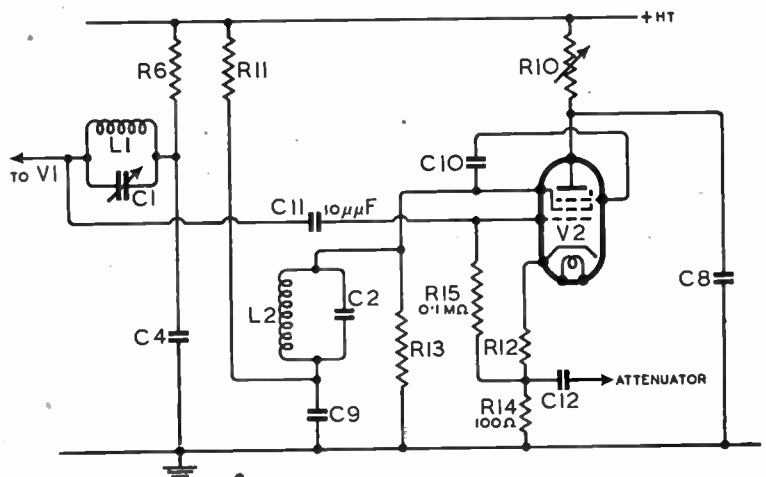 +HT
R6
R11
R10
L1
C1
TO V1
C10
C11
10μμF
V2
C8
L2
C2
R15
0·1MΩ
R13
R12
C4
C9
R14
100Ω
C12
ATTENUATOR